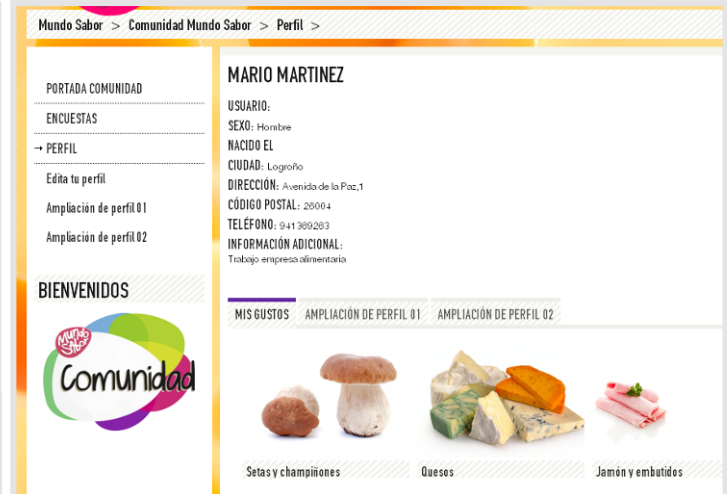 Mundo Sabor > Comunidad Mundo Sabor > Perfil >
PORTADA COMUNIDAD
ENCUESTAS
→ PERFIL
Edita tu perfil
Ampliación de perfil 01
Ampliación de perfil 02
BIENVENIDOS
Mundo
Sabor
Comunidad
MARIO MARTINEZ
USUARIO:
SEXO: Hombre
NACIDO EL
CIUDAD: Logroño
DIRECCIÓN: Avenida de la Paz,1
CÓDIGO POSTAL: 26004
TELÉFONO: 941369263
INFORMACIÓN ADICIONAL:
Trabajo empresa alimentaria
MIS GUSTOS AMPLIACIÓN DE PERFIL 01 AMPLIACIÓN DE PERFIL 02
Setas y champiñones Quesos Jamón y embutidos